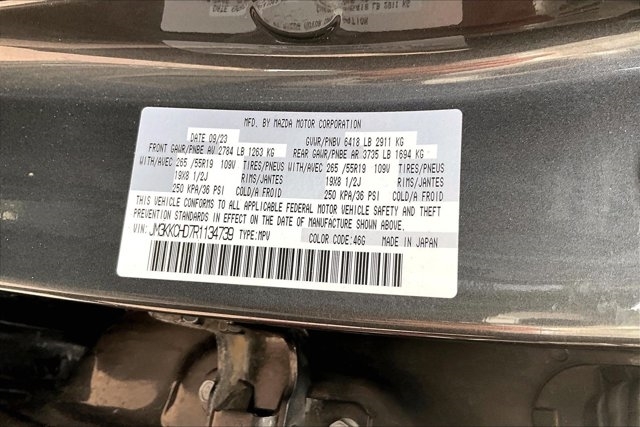 MFD. BY MAZDA MOTOR CORPORATION
DATE 09/23 GVWR/PNBV 6418 LB 2911 KG
FRONT GAWR/PNBE AV 2784 LB 1263 KG REAR GAWR/PNBE AR 3735 LB 1694 KG
WITH/AVEC 265 /55R19 109V TIRES/PNEUS WITH/AVEC 265 /55R19 109V TIRES/PNEUS
19X8 1/2J RIMS/JANTES 19X8 1/2J RIMS/JANTES
250 KPA/36 PSI COLD/A FROID 250 KPA/36 PSI COLD/A FROID
THIS VEHICLE CONFORMS TO ALL APPLICABLE FEDERAL MOTOR VEHICLE SAFETY AND THEFT
PREVENTION STANDARDS IN EFFECT ON THE DATE OF MANUFACTURE SHOWN ABOVE.
VIN: JM3KKCHD7R1134739 TYPE:MPV COLOR CODE:46G MADE IN JAPAN